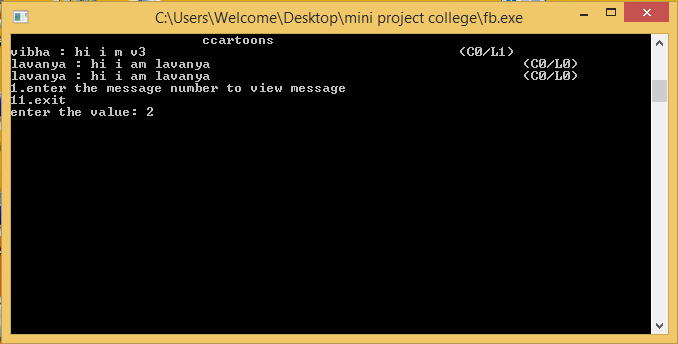 C:\Users\Welcome\Desktop\mini project college\fb.exe
ccartoons
vibha : hi i m v3 (C0/L1)
lavanya : hi i am lavanya (C0/L0)
lavanya : hi i am lavanya (C0/L0)
1.enter the message number to view message
11.exit
enter the value: 2